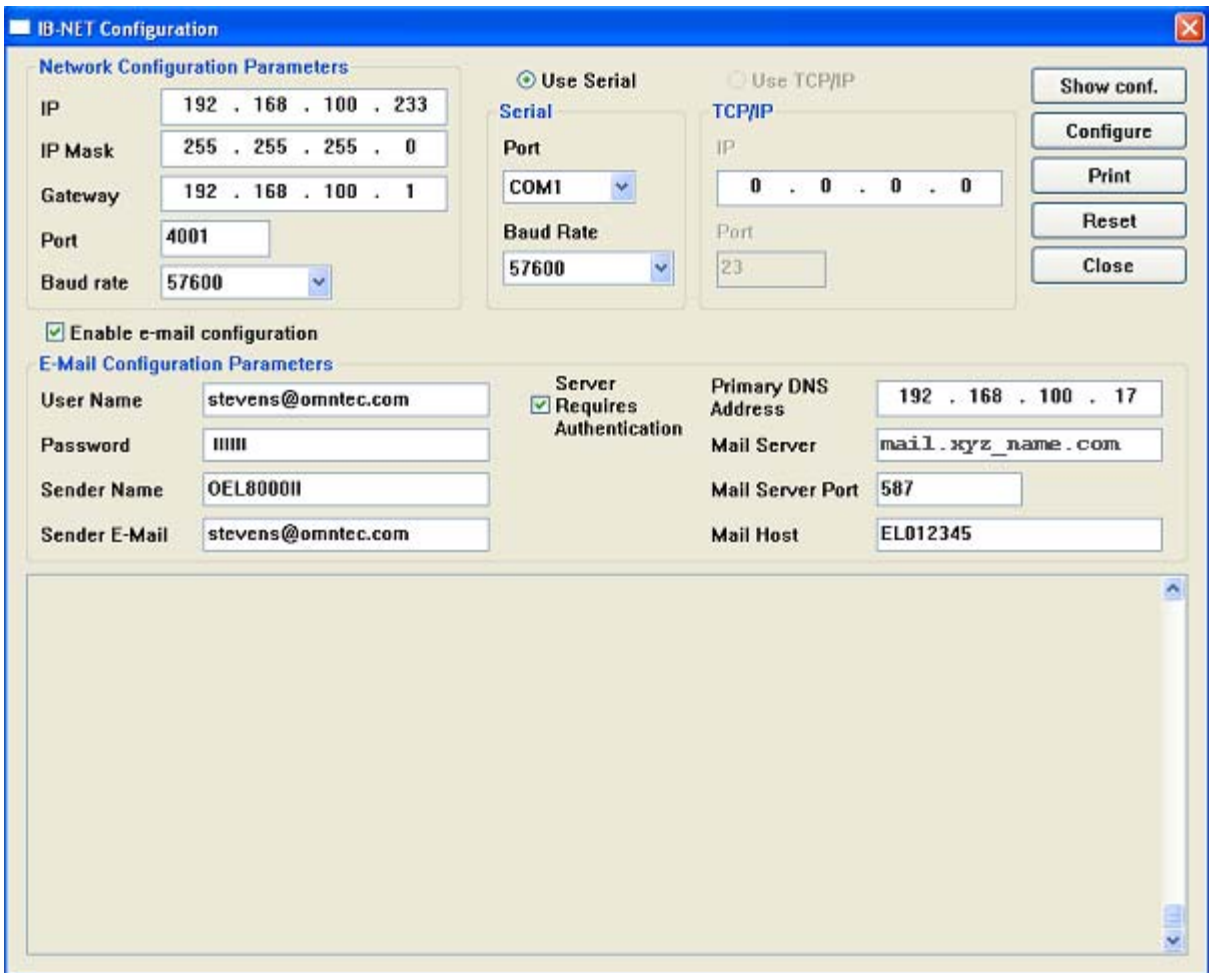 IB-NET Configuration
Network Configuration Parameters
IP 192 . 168 . 100 . 233
IP Mask 255 . 255 . 255 . 0
Gateway 192 . 168 . 100 . 1
Port 4001
Baud rate 57600
Use Serial
Serial
Port
COM1
Baud Rate
57600
Use TCP/IP
TCP/IP
IP
0 . 0 . 0 . 0
Port
23
Show conf.
Configure
Print
Reset
Close
Enable e-mail configuration
E-Mail Configuration Parameters
User Name stevens@omntec.com
Password llllll
Sender Name OEL8000II
Sender E-Mail stevens@omntec.com
Server
Requires
Authentication
Primary DNS
Address
192 . 168 . 100 . 17
Mail Server mail.xyz_name.com
Mail Server Port 587
Mail Host EL012345